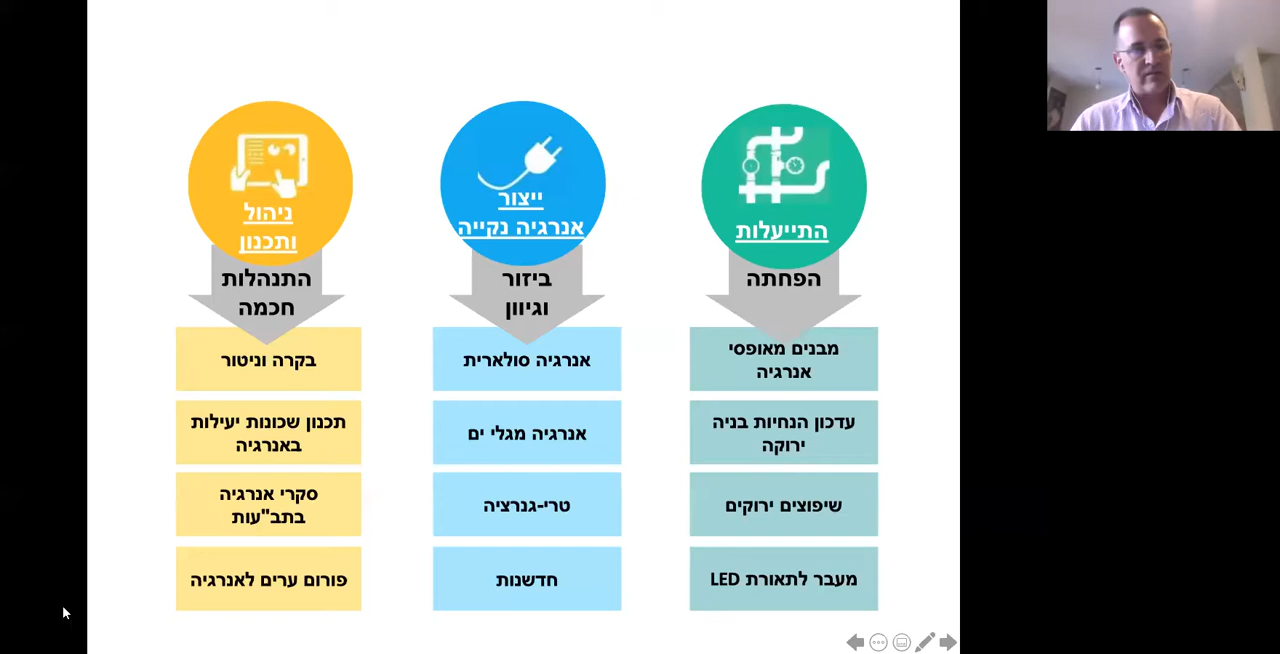 התייעלות
הפחתה
מבנים מאופסי
אנרגיה
עדכון הנחיות בניה
ירוקה
שיפוצים ירוקים
מעבר לתאורת LED
ייצור
אנרגיה נקייה
ביזור
וגיוון
אנרגיה סולארית
אנרגיה מגלי ים
טרי-גנרציה
חדשנות
ניהול
ותכנון
התנהלות
חכמה
בקרה וניטור
תכנון שכונות יעילות
באנרגיה
סקרי אנרגיה
בתב"עות
פורום ערים לאנרגיה